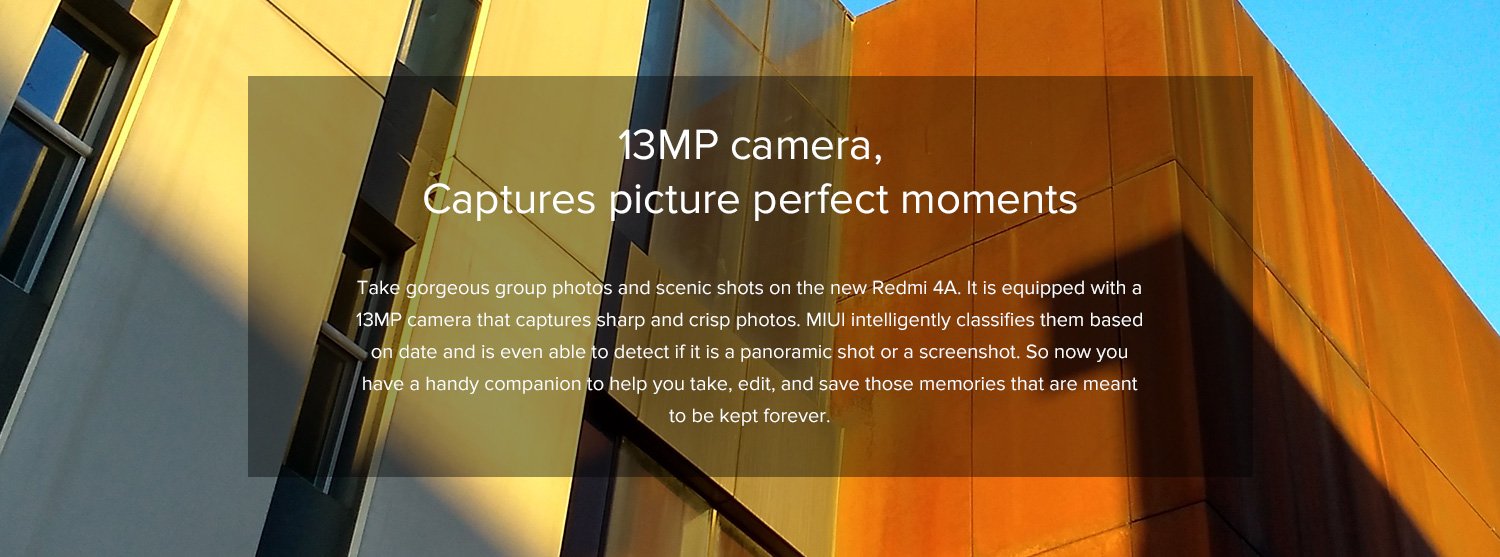 13MP camera,
Captures picture perfect moments
Take gorgeous group photos and scenic shots on the new Redmi 4A. It is equipped with a
13MP camera that captures sharp and crisp photos. MIUI intelligently classifies them based
on date and is even able to detect if it is a panoramic shot or a screenshot. So now you
have a handy companion to help you take, edit, and save those memories that are meant
to be kept forever.